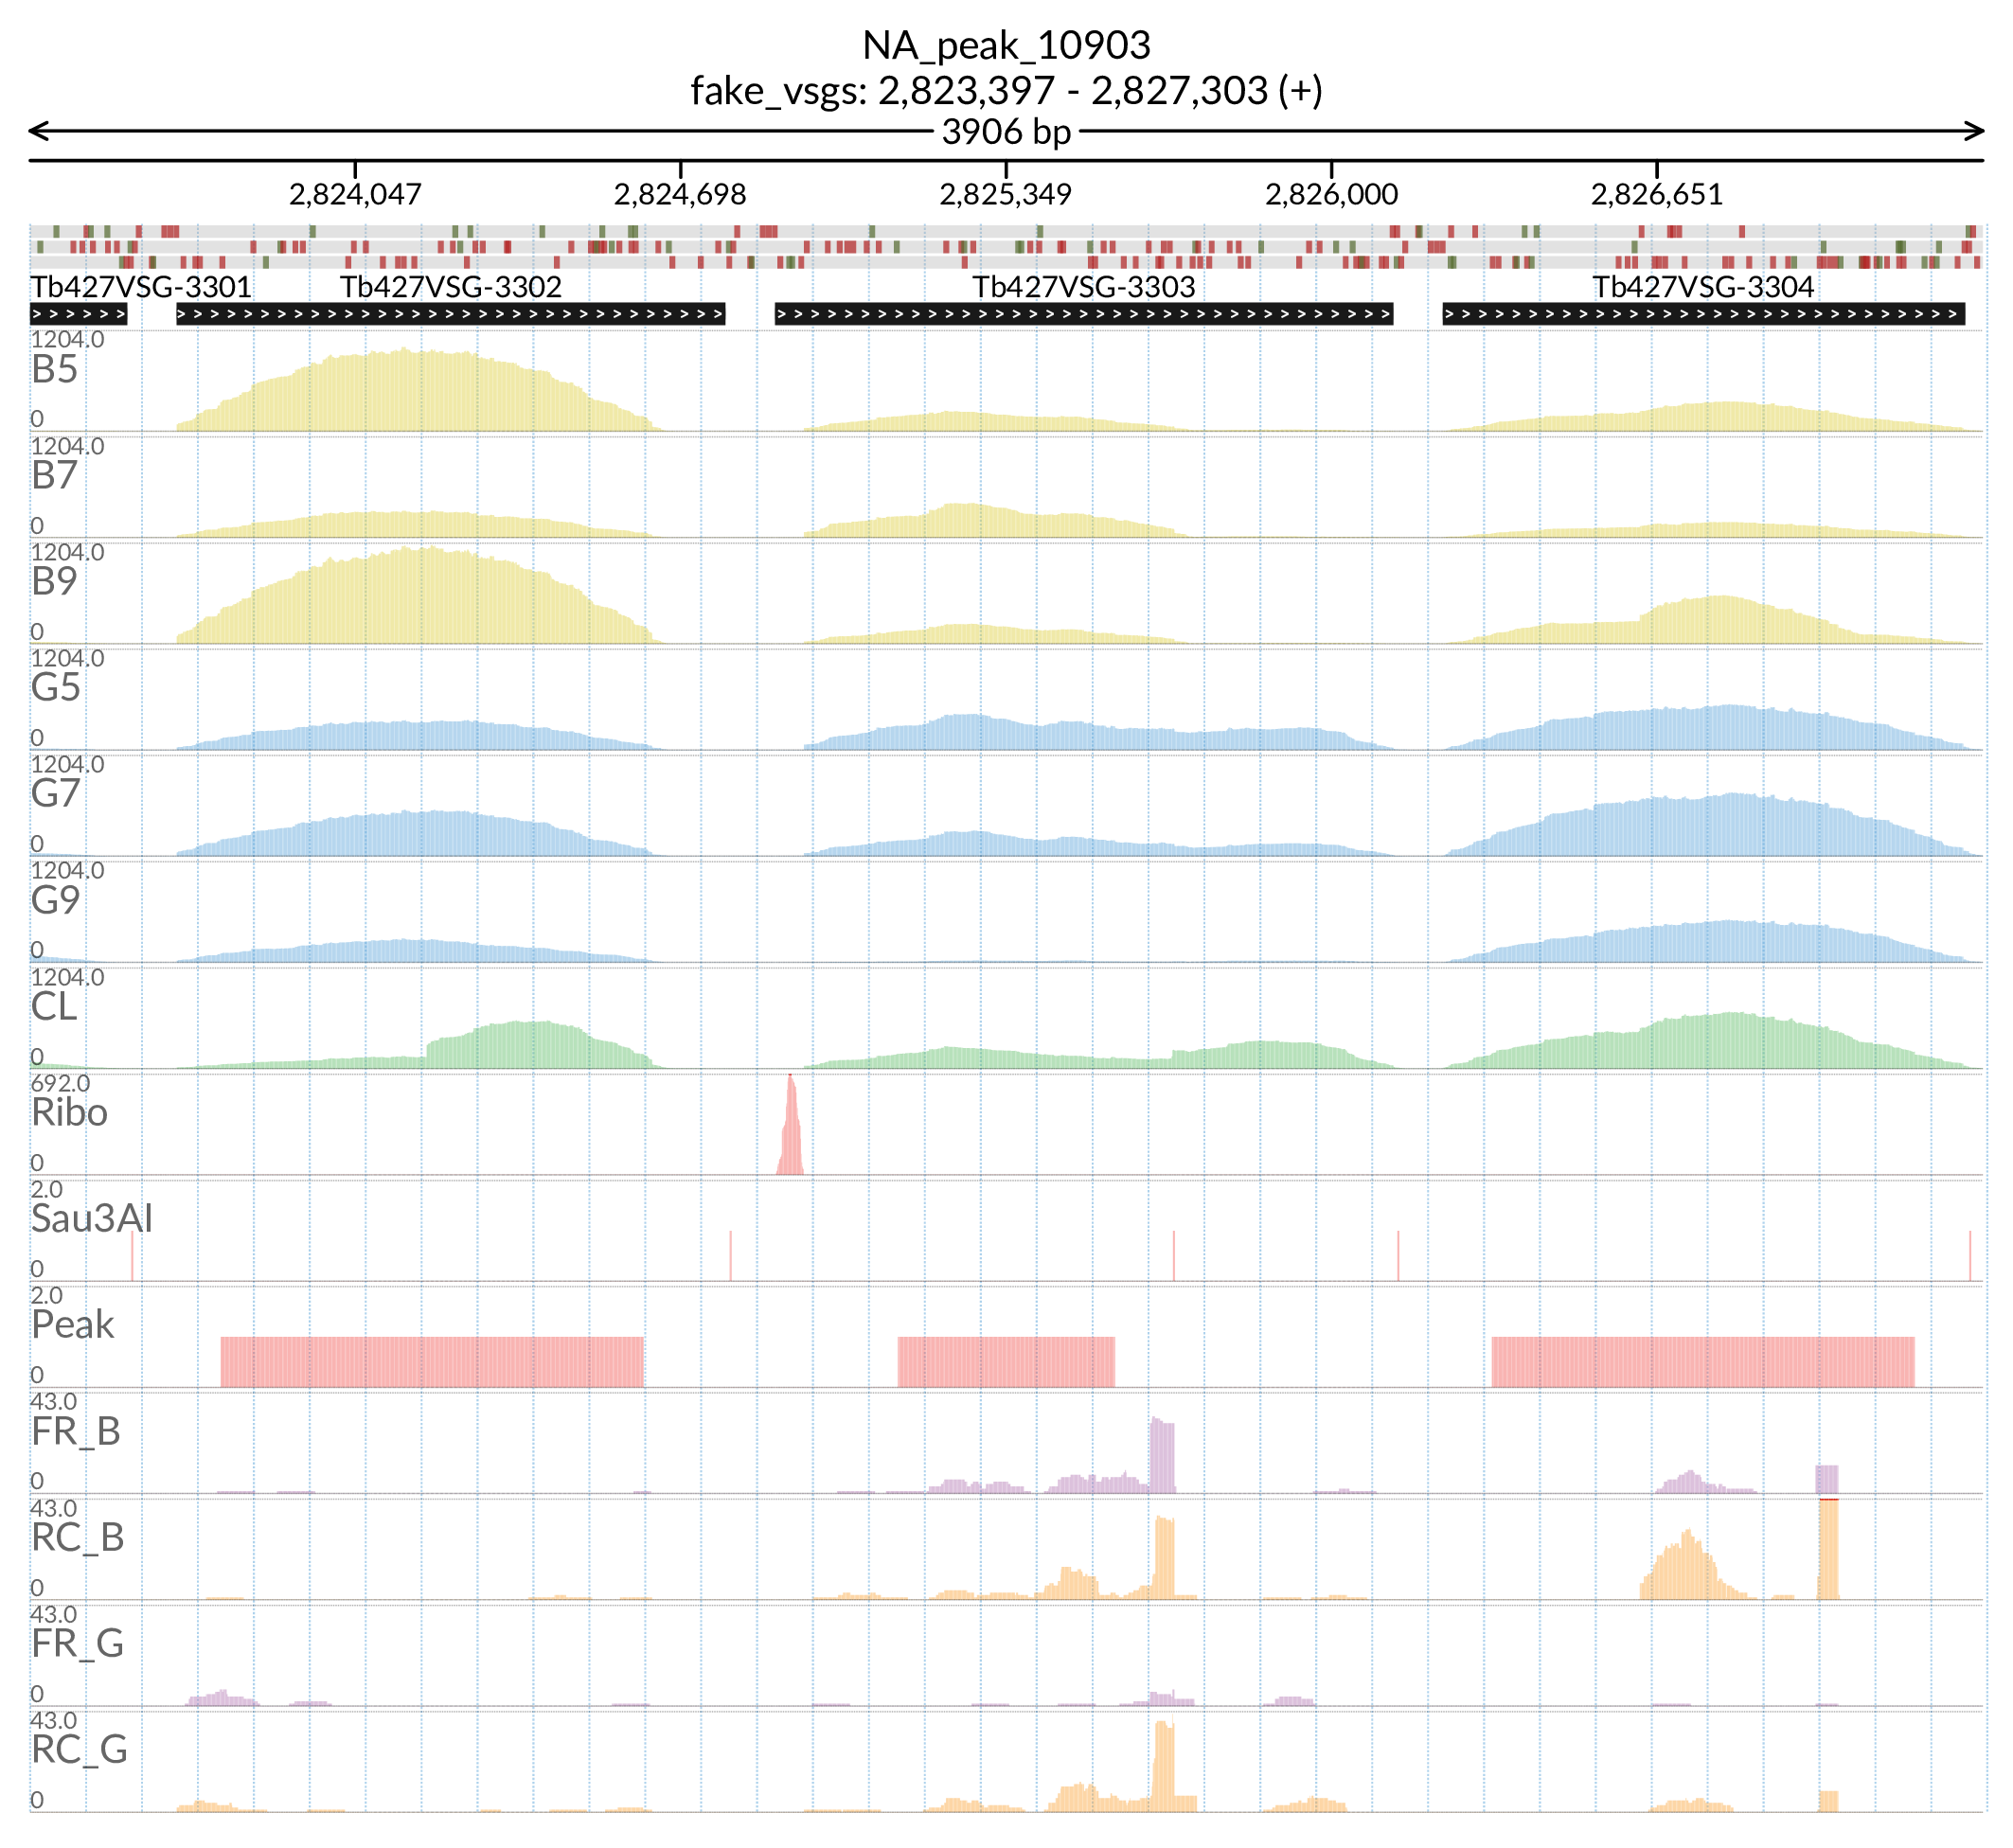 NA_peak_10903
fake_vsgs: 2,823,397 - 2,827,303 (+)
3906 bp
2,824,047 2,824,698 2,825,349 2,826,000 2,826,651
Tb427VSG-3301 Tb427VSG-3302 Tb427VSG-3303 Tb427VSG-3304
1204.0
B5
0
1204.0
B7
0
1204.0
B9
0
1204.0
G5
0
1204.0
G7
0
1204.0
G9
0
1204.0
CL
0
692.0
Ribo
0
2.0
Sau3AI
0
2.0
Peak
0
43.0
FR_B
0
43.0
RC_B
0
43.0
FR_G
0
43.0
RC_G
0